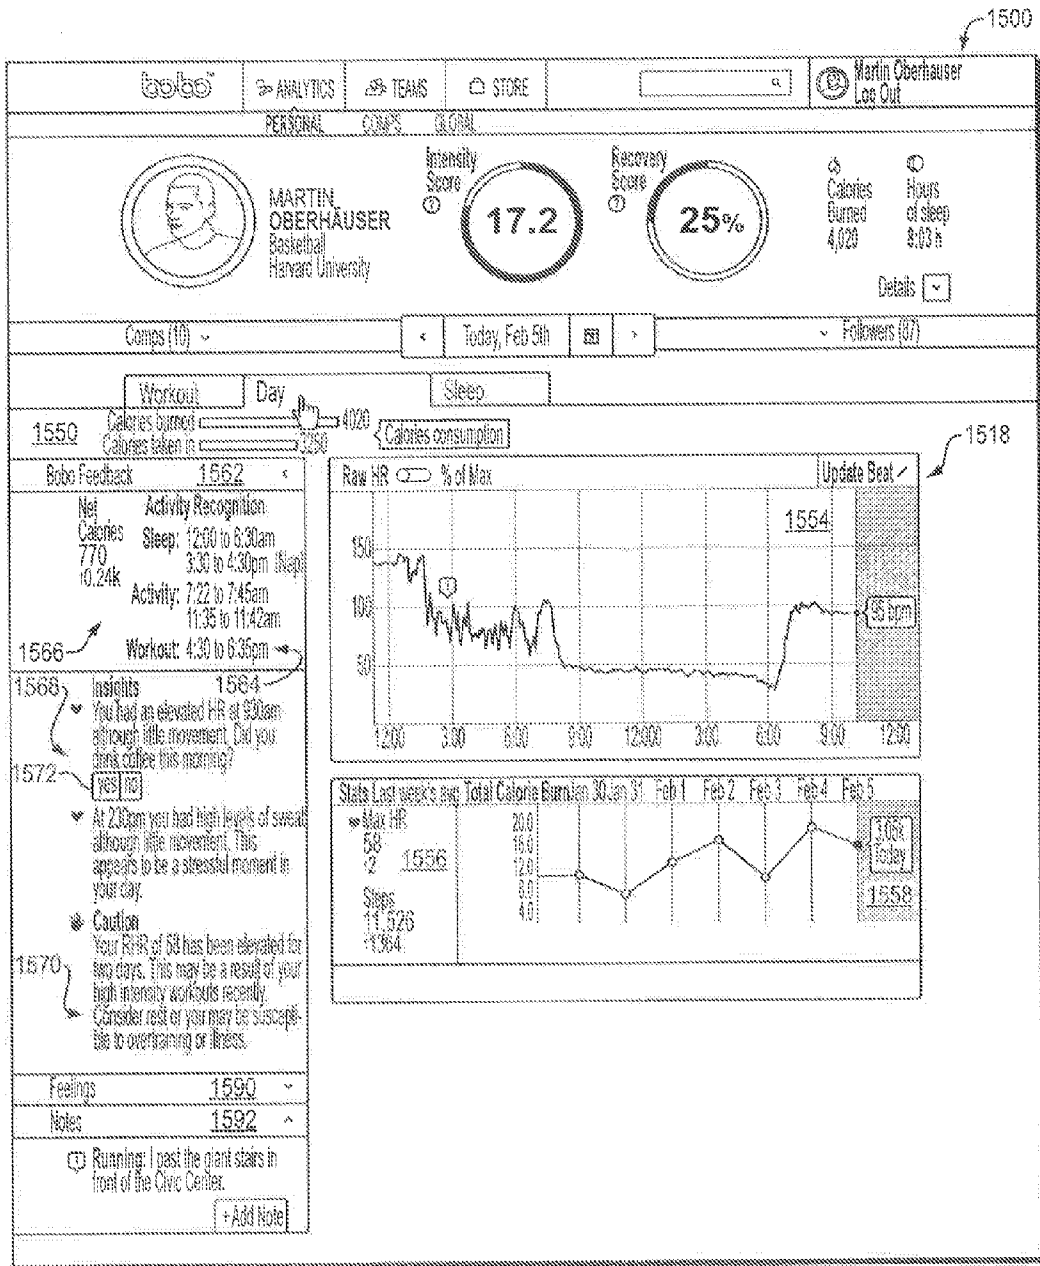 1500
bobo™
ANALYTICS
TEAMS
STORE
Martin Oberhauser
Log Out
PERSONAL
COMPS
GLOBAL
MARTIN
OBERHÄUSER
Basketball
Harvard University
Intensity
Score
?
17.2
Recovery
Score
?
25%
Calories
Burned
4,020
Hours
of sleep
8:03 h
Details
Comps (10)
Today, Feb 5th
Followers (87)
Workout
Day
Sleep
1550
Calories burned
4020
Calories taken in
3250
Calories consumption
1518
Bobo Feedback
1562
Net
Calories
770
↑0.24k
Activity Recognition
Sleep: 12:00 to 6:30am
3:30 to 4:30pm (Nap)
Activity: 7:22 to 7:45am
11:35 to 11:42am
Workout: 4:30 to 6:35pm
1566
1564
1568
Insights
You had an elevated HR at 930am
although little movement. Did you
drink coffee this morning?
1572
yes no
At 230pm you had high levels of sweat
although little movement. This
appears to be a stressful moment in
your day.
Caution
Your RHR of 58 has been elevated for
two days. This may be a result of your
high intensity workouts recently.
Consider rest or you may be suscepti-
ble to overtraining or illness.
1570
Feelings
1590
Notes
1592
Running: I past the giant stairs in
front of the Civic Center.
+Add Note
Raw HR
% of Max
Update Beat
1554
150
100
50
95 bpm
12:00 3:00 6:00 9:00 12:000 3:00 6:00 9:00 12:00
Stats Last week's avg
Max HR
58
1556
Steps
11,526
↑1364
Total Calorie Burn
Jan 30 Jan 31 Feb 1 Feb 2 Feb 3 Feb 4 Feb 5
20.0
16.0
12.0
4.0
Today
1558